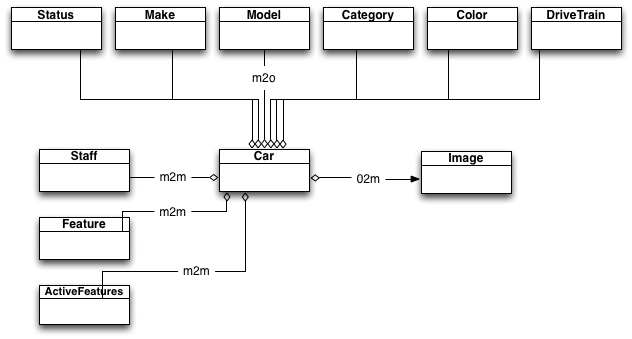 Status
Make
Model
Category
Color
DriveTrain
m2o
Staff
m2m
Car
02m
Image
m2m
Feature
m2m
ActiveFeatures